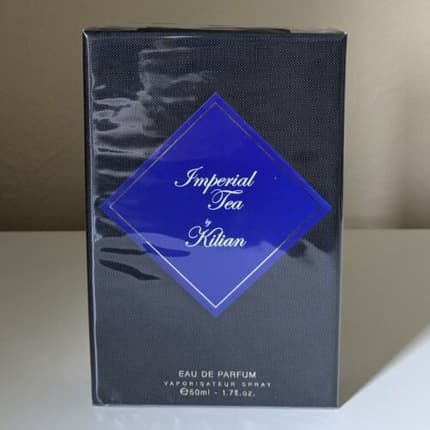 Imperial
Tea
by
Kilian
EAU DE PARFUM
VAPORISATEUR SPRAY
℮50ml - 1.7fl.oz.